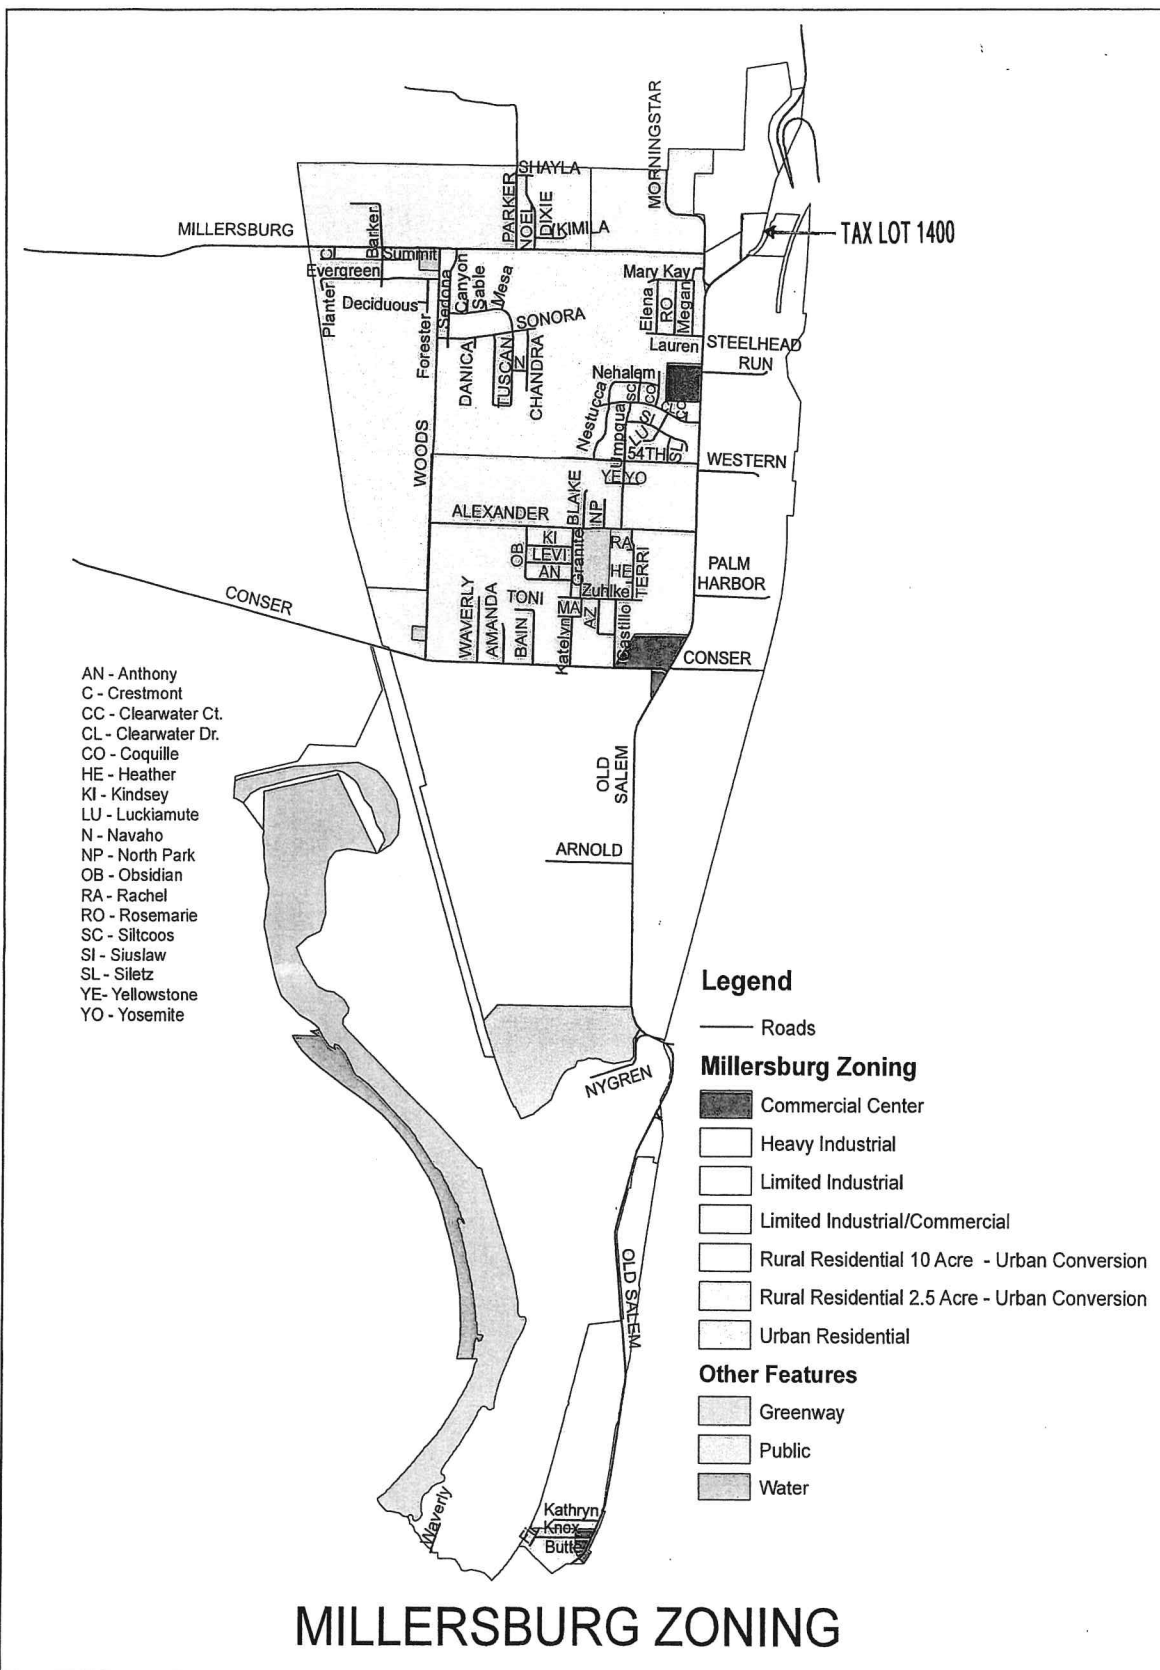 MORNINGSTAR
SHAYLA
PARKER
NOEL
DIXIE
KIMILA
MILLERSBURG
TAX LOT 1400
Barker
C
Summit
Evergreen
Planter
Deciduous
Forester
Sedona
Canyon
Sable
Mesa
SONORA
Mary Kay
Elena
RO
Megan
Lauren
STEELHEAD
RUN
DANICA
TUSCAN
N
CHANDRA
Nehalem
Nestucca
SC
CO
CL
CC
Umpqua
SI
LU
SL
54TH
WOODS
WESTERN
YE
YO
BLAKE
NP
ALEXANDER
OB
KI
LEVI
AN
Granite
RA
HE
TERRI
Zuhlke
PALM
HARBOR
CONSER
WAVERLY
AMANDA
TONI
BAIN
MA
AZ
Katelyn
Castillo
CONSER
AN - Anthony
C - Crestmont
CC - Clearwater Ct.
CL - Clearwater Dr.
CO - Coquille
HE - Heather
KI - Kindsey
LU - Luckiamute
N - Navaho
NP - North Park
OB - Obsidian
RA - Rachel
RO - Rosemarie
SC - Siltcoos
SI - Siuslaw
SL - Siletz
YE- Yellowstone
YO - Yosemite
OLD
SALEM
ARNOLD
NYGREN
Legend
Roads
Millersburg Zoning
Commercial Center
Heavy Industrial
Limited Industrial
Limited Industrial/Commercial
Rural Residential 10 Acre - Urban Conversion
Rural Residential 2.5 Acre - Urban Conversion
Urban Residential
Other Features
Greenway
Public
Water
OLD SALEM
Waverly
Kathryn
Knox
Butte
MILLERSBURG ZONING